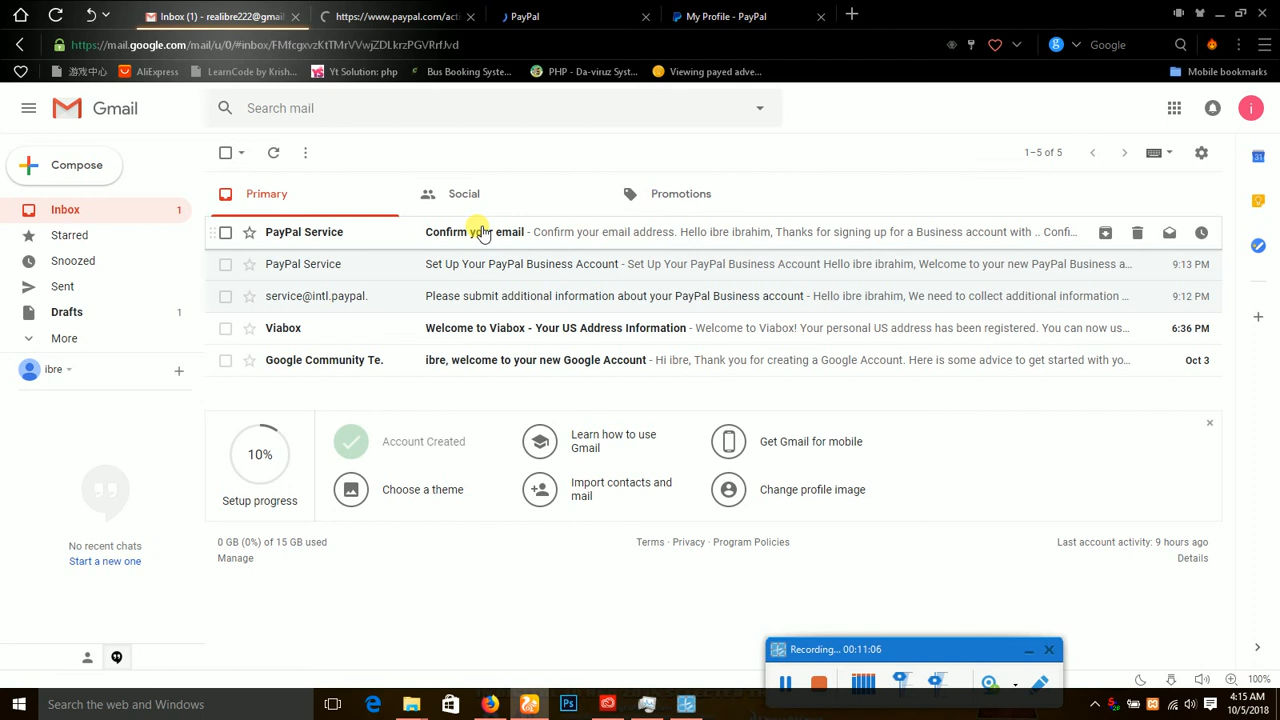 Inbox (1) - realibre222@gmail
https://www.paypal.com/act
PayPal
My Profile - PayPal
https://mail.google.com/mail/u/0/#inbox/FMfcgxvzKtTMrVVwjZDLkrzPGVRrfJvd
Google
游戏中心
AliExpress
LearnCode by Krish...
Yt Solution: php
Bus Booking Syste...
PHP - Da-viruz Syst...
Viewing payed adve...
Mobile bookmarks
Gmail
Search mail
i
Compose
1–5 of 5
Inbox 1
Starred
Snoozed
Sent
Drafts 1
More
ibre
Primary
Social
Promotions
PayPal Service Confirm your email - Confirm your email address. Hello ibre ibrahim, Thanks for signing up for a Business account with .. Confi...
PayPal Service Set Up Your PayPal Business Account - Set Up Your PayPal Business Account Hello ibre ibrahim, Welcome to your new PayPal Business a... 9:13 PM
service@intl.paypal. Please submit additional information about your PayPal Business account - Hello ibre ibrahim, We need to collect additional information ... 9:12 PM
Viabox Welcome to Viabox - Your US Address Information - Welcome to Viabox! Your personal US address has been registered. You can now us... 6:36 PM
Google Community Te. ibre, welcome to your new Google Account - Hi ibre, Thank you for creating a Google Account. Here is some advice to get started with yo... Oct 3
10%
Setup progress
Account Created
Learn how to use
Gmail
Get Gmail for mobile
Choose a theme
Import contacts and
mail
Change profile image
No recent chats
Start a new one
0 GB (0%) of 15 GB used
Manage
Terms · Privacy · Program Policies
Last account activity: 9 hours ago
Details
Recording... 00:11:06
100%
Search the web and Windows
4:15 AM
10/5/2018